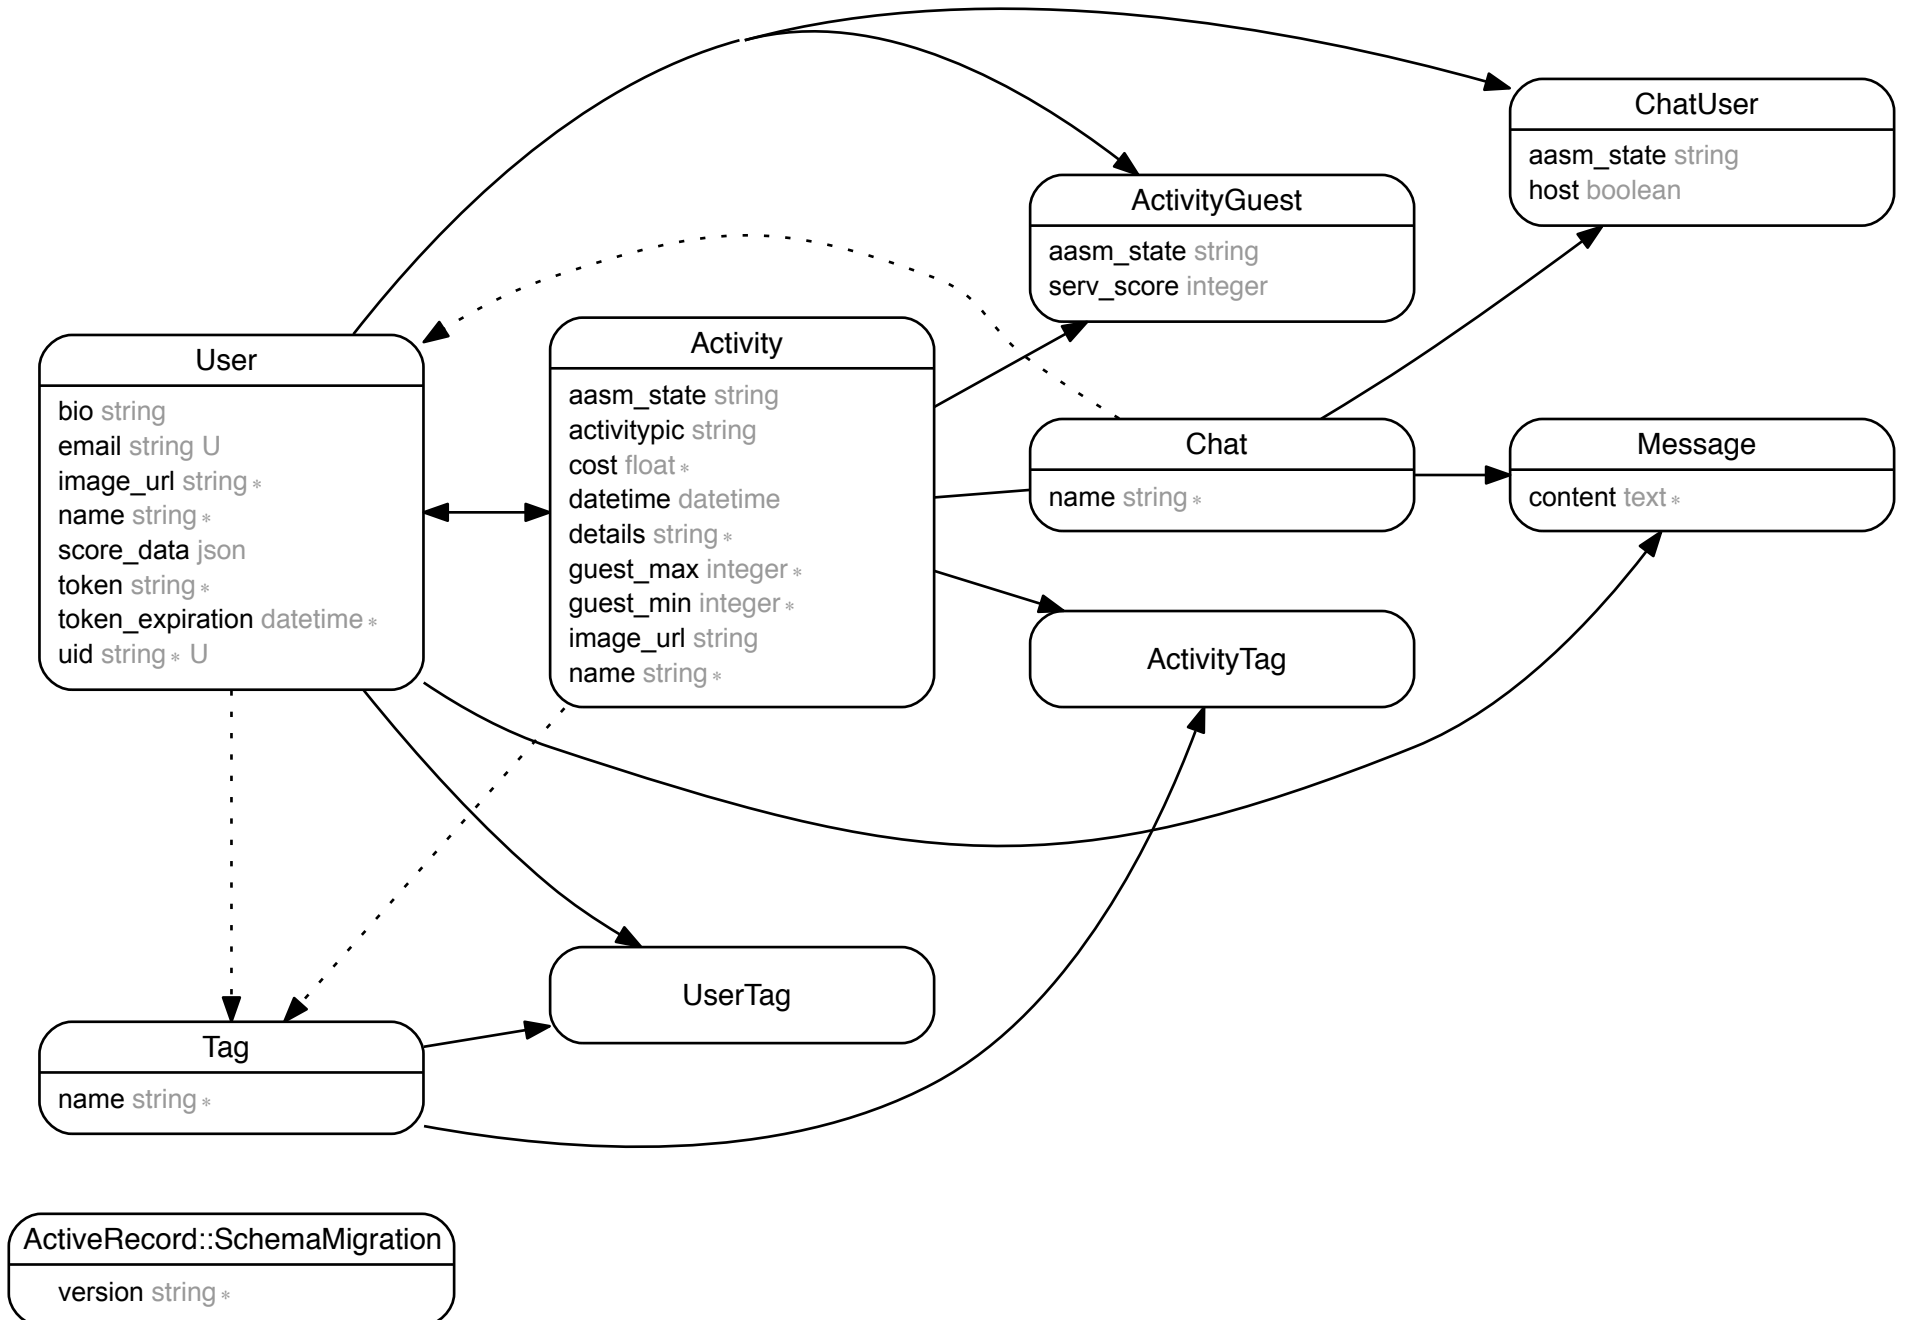 ChatUser
aasm_state string
host boolean
ActivityGuest
aasm_state string
serv_score integer
User
bio string
email string U
image_url string *
name string *
score_data json
token string *
token_expiration datetime *
uid string * U
Activity
aasm_state string
activitypic string
cost float *
datetime datetime
details string *
guest_max integer *
guest_min integer *
image_url string
name string *
Chat
name string *
Message
content text *
ActivityTag
UserTag
Tag
name string *
ActiveRecord::SchemaMigration
version string *